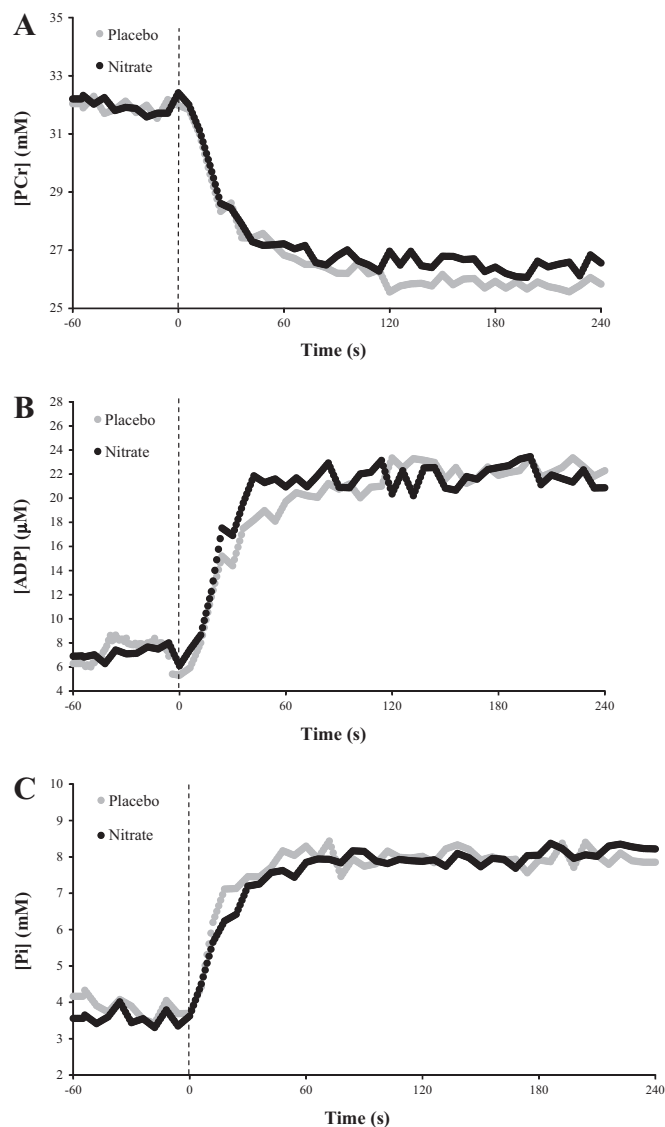 A
35
33
31
29
27
25
[PCr] (mM)
Placebo
Nitrate
-60 0 60 120 180 240
Time (s)
B
28
26
24
22
20
18
16
14
12
10
8
6
4
[ADP] (µM)
Placebo
Nitrate
-60 0 60 120 180 240
Time (s)
C
10
9
8
7
6
5
4
3
2
[Pi] (mM)
Placebo
Nitrate
-60 0 60 120 180 240
Time (s)